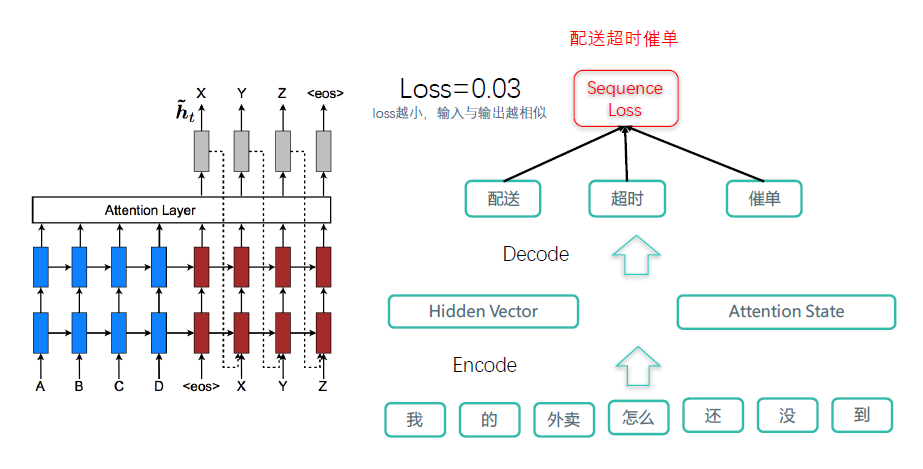 配送超时催单
Loss=0.03
loss越小，输入与输出越相似
Sequence
Loss
X Y Z <eos>
h̃t
配送 超时 催单
Attention Layer
Decode
Hidden Vector Attention State
Encode
A B C D <eos> X Y Z
我 的 外卖 怎么 还 没 到